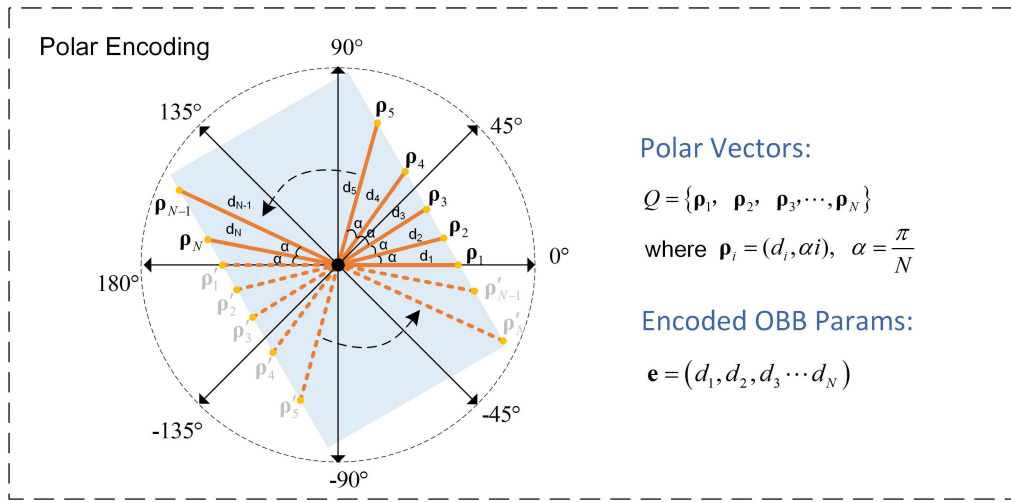 Polar Encoding
90°
135°
45°
ρ5
ρ4
ρ3
ρ2
ρ1
ρN−1
ρN
d5
d4
d3
d2
d1
dN-1
dN
α
α
α
α
α
α
0°
180°
ρ′1
ρ′2
ρ′3
ρ′4
ρ′5
ρ′N−1
ρ′N
-135°
-45°
-90°
Polar Vectors:
Q = {ρ1, ρ2, ρ3,⋯,ρN}
where ρi = (di, αi), α = π/N
Encoded OBB Params:
e = (d1, d2, d3 ⋯ dN)